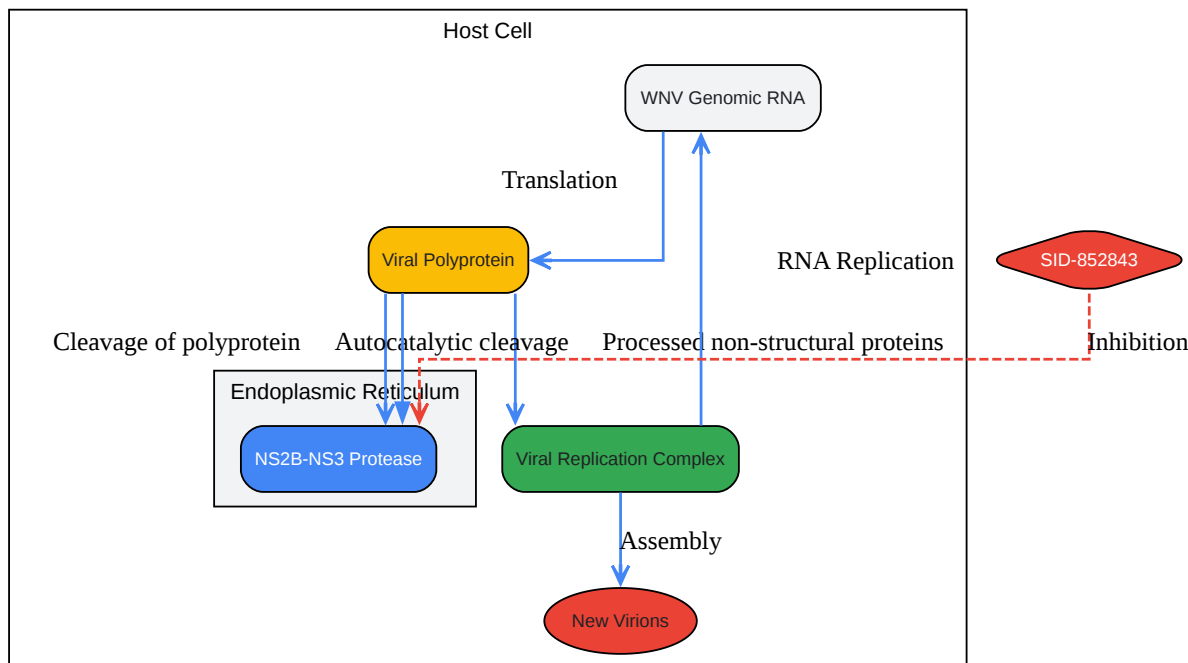 Host Cell
WNV Genomic RNA
Translation
Viral Polyprotein
RNA Replication
SID-852843
Cleavage of polyprotein
Autocatalytic cleavage
Processed non-structural proteins
Inhibition
Endoplasmic Reticulum
NS2B-NS3 Protease
Viral Replication Complex
Assembly
New Virions